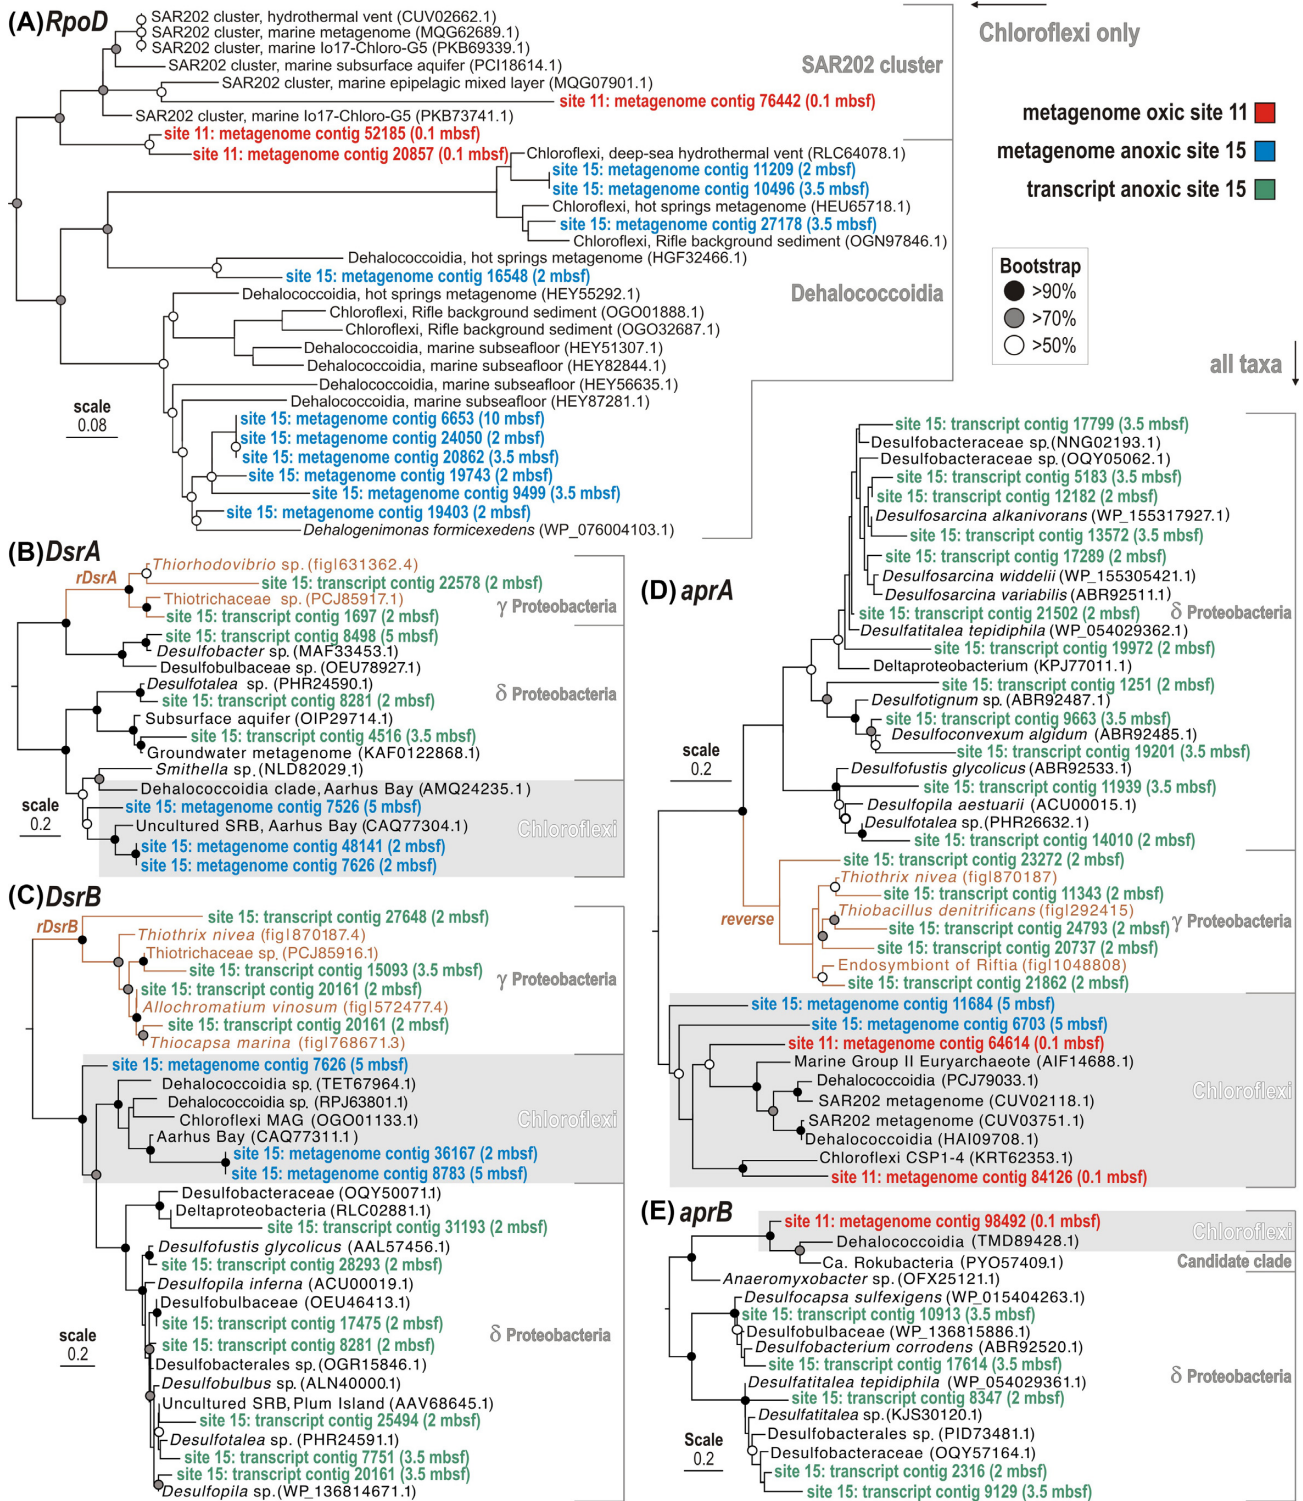 (A) RpoD
SAR202 cluster, hydrothermal vent (CUV02662.1)
SAR202 cluster, marine metagenome (MQG62689.1)
SAR202 cluster, marine Io17-Chloro-G5 (PKB69339.1)
SAR202 cluster, marine subsurface aquifer (PCI18614.1)
SAR202 cluster, marine epipelagic mixed layer (MQG07901.1)
site 11: metagenome contig 76442 (0.1 mbsf)
SAR202 cluster, marine Io17-Chloro-G5 (PKB73741.1)
site 11: metagenome contig 52185 (0.1 mbsf)
site 11: metagenome contig 20857 (0.1 mbsf)
Chloroflexi, deep-sea hydrothermal vent (RLC64078.1)
site 15: metagenome contig 11209 (2 mbsf)
site 15: metagenome contig 10496 (3.5 mbsf)
Chloroflexi, hot springs metagenome (HEU65718.1)
site 15: metagenome contig 27178 (3.5 mbsf)
Chloroflexi, Rifle background sediment (OGN97846.1)
Dehalococcoidia, hot springs metagenome (HGF32466.1)
site 15: metagenome contig 16548 (2 mbsf)
Dehalococcoidia, hot springs metagenome (HEY55292.1)
Chloroflexi, Rifle background sediment (OGO01888.1)
Chloroflexi, Rifle background sediment (OGO32687.1)
Dehalococcoidia, marine subseafloor (HEY51307.1)
Dehalococcoidia, marine subseafloor (HEY82844.1)
Dehalococcoidia, marine subseafloor (HEY56635.1)
Dehalococcoidia, marine subseafloor (HEY87281.1)
site 15: metagenome contig 6653 (10 mbsf)
site 15: metagenome contig 24050 (2 mbsf)
site 15: metagenome contig 20862 (3.5 mbsf)
site 15: metagenome contig 19743 (2 mbsf)
site 15: metagenome contig 9499 (3.5 mbsf)
site 15: metagenome contig 19403 (2 mbsf)
Dehalogenimonas formicexedens (WP_076004103.1)
scale
0.08
SAR202 cluster
Dehalococcoidia
Chloroflexi only
metagenome oxic site 11
metagenome anoxic site 15
transcript anoxic site 15
Bootstrap
>90%
>70%
>50%
all taxa
(B) DsrA
rDsrA
Thiorhodovibrio sp. (figI631362.4)
site 15: transcript contig 22578 (2 mbsf)
Thiotrichaceae sp. (PCJ85917.1)
site 15: transcript contig 1697 (2 mbsf)
site 15: transcript contig 8498 (5 mbsf)
Desulfobacter sp. (MAF33453.1)
Desulfobulbaceae sp. (OEU78927.1)
Desulfotalea sp. (PHR24590.1)
site 15: transcript contig 8281 (2 mbsf)
Subsurface aquifer (OIP29714.1)
site 15: transcript contig 4516 (3.5 mbsf)
Groundwater metagenome (KAF0122868.1)
Smithella sp. (NLD82029.1)
Dehalococcoidia clade, Aarhus Bay (AMQ24235.1)
site 15: metagenome contig 7526 (5 mbsf)
Uncultured SRB, Aarhus Bay (CAQ77304.1)
site 15: metagenome contig 48141 (2 mbsf)
site 15: metagenome contig 7626 (2 mbsf)
scale
0.2
γ Proteobacteria
δ Proteobacteria
Chloroflexi
(C) DsrB
rDsrB
site 15: transcript contig 27648 (2 mbsf)
Thiothrix nivea (figI870187.4)
Thiotrichaceae sp. (PCJ85916.1)
site 15: transcript contig 15093 (3.5 mbsf)
site 15: transcript contig 20161 (2 mbsf)
Allochromatium vinosum (figI572477.4)
site 15: transcript contig 20161 (2 mbsf)
Thiocapsa marina (figI768671.3)
site 15: metagenome contig 7626 (5 mbsf)
Dehalococcoidia sp. (TET67964.1)
Dehalococcoidia sp. (RPJ63801.1)
Chloroflexi MAG (OGO01133.1)
Aarhus Bay (CAQ77311.1)
site 15: metagenome contig 36167 (2 mbsf)
site 15: metagenome contig 8783 (5 mbsf)
Desulfobacteraceae (OQY50071.1)
Deltaproteobacteria (RLC02881.1)
site 15: transcript contig 31193 (2 mbsf)
Desulfofustis glycolicus (AAL57456.1)
site 15: transcript contig 28293 (2 mbsf)
Desulfopila inferna (ACU00019.1)
Desulfobulbaceae (OEU46413.1)
site 15: transcript contig 17475 (2 mbsf)
site 15: transcript contig 8281 (2 mbsf)
Desulfobacterales sp. (OGR15846.1)
Desulfobulbus sp. (ALN40000.1)
Uncultured SRB, Plum Island (AAV68645.1)
site 15: transcript contig 25494 (2 mbsf)
Desulfotalea sp. (PHR24591.1)
site 15: transcript contig 7751 (3.5 mbsf)
site 15: transcript contig 20161 (3.5 mbsf)
Desulfopila sp. (WP_136814671.1)
scale
0.2
γ Proteobacteria
Chloroflexi
δ Proteobacteria
(D) aprA
site 15: transcript contig 17799 (3.5 mbsf)
Desulfobacteraceae sp. (NNG02193.1)
Desulfobacteraceae sp. (OQY05062.1)
site 15: transcript contig 5183 (3.5 mbsf)
site 15: transcript contig 12182 (2 mbsf)
Desulfosarcina alkanivorans (WP_155317927.1)
site 15: transcript contig 13572 (3.5 mbsf)
site 15: transcript contig 17289 (2 mbsf)
Desulfosarcina widdelii (WP_155305421.1)
Desulfosarcina variabilis (ABR92511.1)
site 15: transcript contig 21502 (2 mbsf)
Desulfatitalea tepidiphila (WP_054029362.1)
site 15: transcript contig 19972 (2 mbsf)
Deltaproteobacterium (KPJ77011.1)
site 15: transcript contig 1251 (2 mbsf)
Desulfotignum sp. (ABR92487.1)
site 15: transcript contig 9663 (3.5 mbsf)
Desulfoconvexum algidum (ABR92485.1)
site 15: transcript contig 19201 (3.5 mbsf)
Desulfofustis glycolicus (ABR92533.1)
site 15: transcript contig 11939 (3.5 mbsf)
Desulfopila aestuarii (ACU00015.1)
Desulfotalea sp. (PHR26632.1)
site 15: transcript contig 14010 (2 mbsf)
site 15: transcript contig 23272 (2 mbsf)
Thiothrix nivea (figI870187)
site 15: transcript contig 11343 (2 mbsf)
Thiobacillus denitrificans (figI292415)
site 15: transcript contig 24793 (2 mbsf)
site 15: transcript contig 20737 (2 mbsf)
Endosymbiont of Riftia (figI1048808)
site 15: transcript contig 21862 (2 mbsf)
site 15: metagenome contig 11684 (5 mbsf)
site 15: metagenome contig 6703 (5 mbsf)
site 11: metagenome contig 64614 (0.1 mbsf)
Marine Group II Euryarchaeote (AIF14688.1)
Dehalococcoidia (PCJ79033.1)
SAR202 metagenome (CUV02118.1)
SAR202 metagenome (CUV03751.1)
Dehalococcoidia (HAI09708.1)
Chloroflexi CSP1-4 (KRT62353.1)
site 11: metagenome contig 84126 (0.1 mbsf)
scale
0.2
reverse
δ Proteobacteria
γ Proteobacteria
Chloroflexi
(E) aprB
site 11: metagenome contig 98492 (0.1 mbsf)
Dehalococcoidia (TMD89428.1)
Ca. Rokubacteria (PYO57409.1)
Anaeromyxobacter sp. (OFX25121.1)
Desulfocapsa sulfexigens (WP_015404263.1)
site 15: transcript contig 10913 (3.5 mbsf)
Desulfobulbaceae (WP_136815886.1)
Desulfobacterium corrodens (ABR92520.1)
site 15: transcript contig 17614 (3.5 mbsf)
Desulfatitalea tepidiphila (WP_054029361.1)
site 15: transcript contig 8347 (2 mbsf)
Desulfatitalea sp. (KJS30120.1)
Desulfobacterales sp. (PID73481.1)
Desulfobacteraceae (OQY57164.1)
site 15: transcript contig 2316 (2 mbsf)
site 15: transcript contig 9129 (3.5 mbsf)
Scale
0.2
Chloroflexi
Candidate clade
δ Proteobacteria